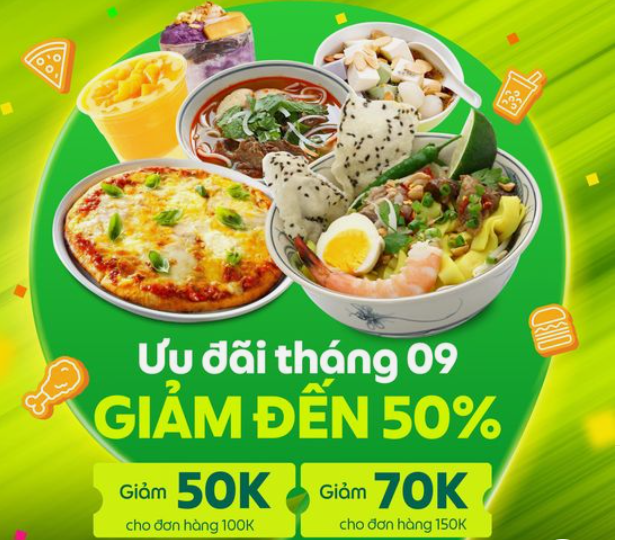 Ưu đãi tháng 09
GIẢM ĐẾN 50%
Giảm 50K
cho đơn hàng 100K
Giảm 70K
cho đơn hàng 150K